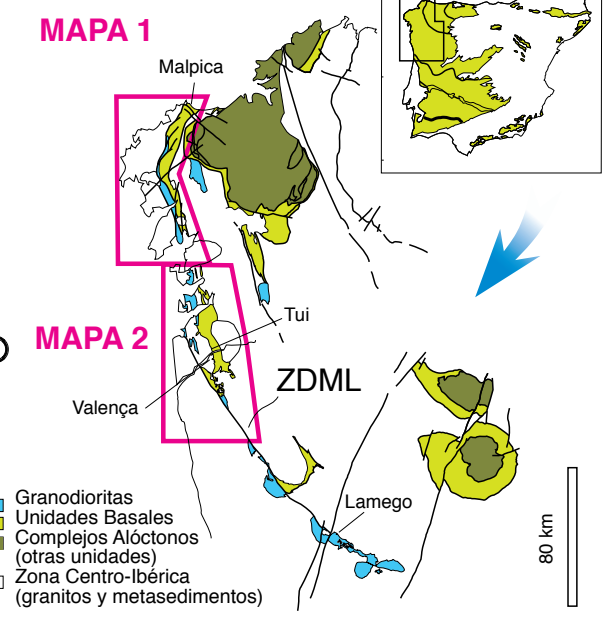 MAPA 1
Malpica
MAPA 2
Tui
ZDML
Valença
Lamego
Granodioritas
Unidades Basales
Complejos Alóctonos
(otras unidades)
Zona Centro-Ibérica
(granitos y metasedimentos)
80 km